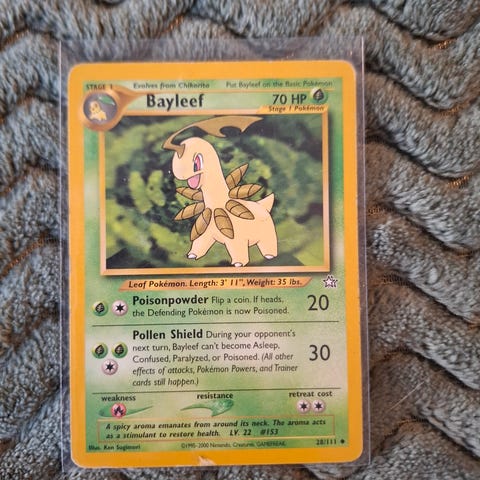 STAGE 1 Evolves from Chikorita Put Bayleef on the Basic Pokémon
Bayleef 70 HP
Stage 1 Pokémon
Leaf Pokémon. Length: 3' 11", Weight: 35 lbs.
Poisonpowder Flip a coin. If heads, 20
the Defending Pokémon is now Poisoned.
Pollen Shield During your opponent's
next turn, Bayleef can't become Asleep, 30
Confused, Paralyzed, or Poisoned. (All other
effects of attacks, Pokémon Powers, and Trainer
cards still happen.)
weakness resistance retreat cost
A spicy aroma emanates from around its neck. The aroma acts
as a stimulant to restore health. LV. 22 #153
Illus. Ken Sugimori ©1995-2000 Nintendo, Creatures, GAMEFREAK. 28/111